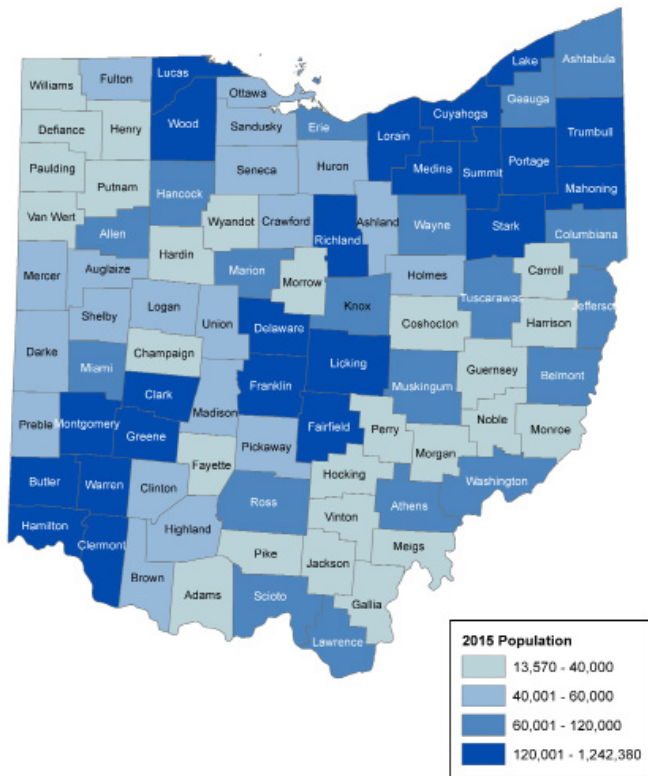 Williams
Fulton
Lucas
Ottawa
Lake
Ashtabula
Geauga
Defiance
Henry
Wood
Sandusky
Erie
Lorain
Cuyahoga
Trumbull
Paulding
Putnam
Hancock
Seneca
Huron
Medina
Summit
Portage
Mahoning
Van Wert
Allen
Wyandot
Crawford
Richland
Ashland
Wayne
Stark
Columbiana
Mercer
Auglaize
Hardin
Marion
Morrow
Holmes
Carroll
Shelby
Logan
Union
Delaware
Knox
Coshocton
Tuscarawas
Harrison
Jefferson
Darke
Miami
Champaign
Clark
Madison
Franklin
Licking
Muskingum
Guernsey
Belmont
Preble
Montgomery
Greene
Fayette
Pickaway
Fairfield
Perry
Morgan
Noble
Monroe
Butler
Warren
Clinton
Ross
Hocking
Vinton
Athens
Washington
Hamilton
Clermont
Highland
Brown
Adams
Pike
Jackson
Meigs
Scioto
Gallia
Lawrence
2015 Population
13,570 - 40,000
40,001 - 60,000
60,001 - 120,000
120,001 - 1,242,380